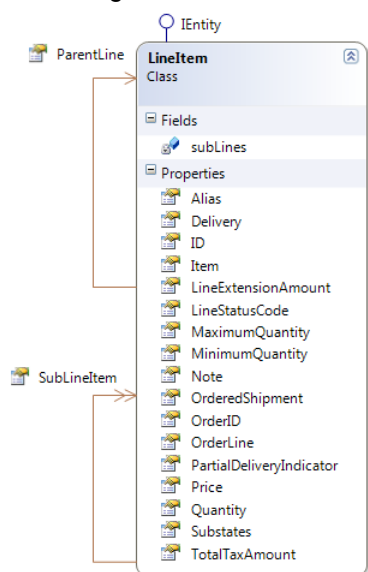 IEntity
ParentLine
LineItem
Class
Fields
subLines
Properties
Alias
Delivery
ID
Item
LineExtensionAmount
LineStatusCode
MaximumQuantity
MinimumQuantity
Note
SubLineItem
OrderedShipment
OrderID
OrderLine
PartialDeliveryIndicator
Price
Quantity
Substates
TotalTaxAmount